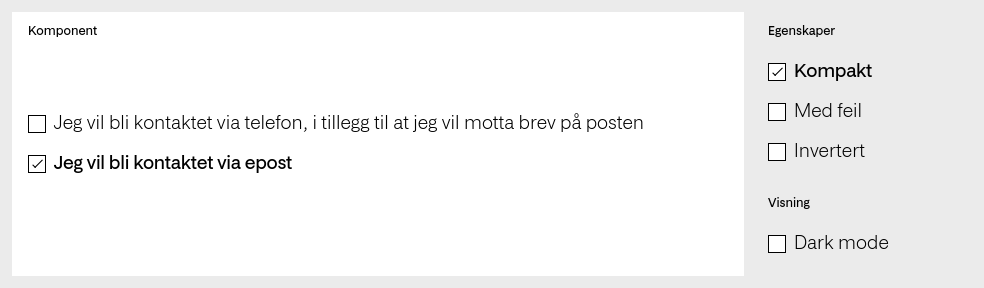 Komponent
Jeg vil bli kontaktet via telefon, i tillegg til at jeg vil motta brev på posten
Jeg vil bli kontaktet via epost
Egenskaper
Kompakt
Med feil
Invertert
Visning
Dark mode